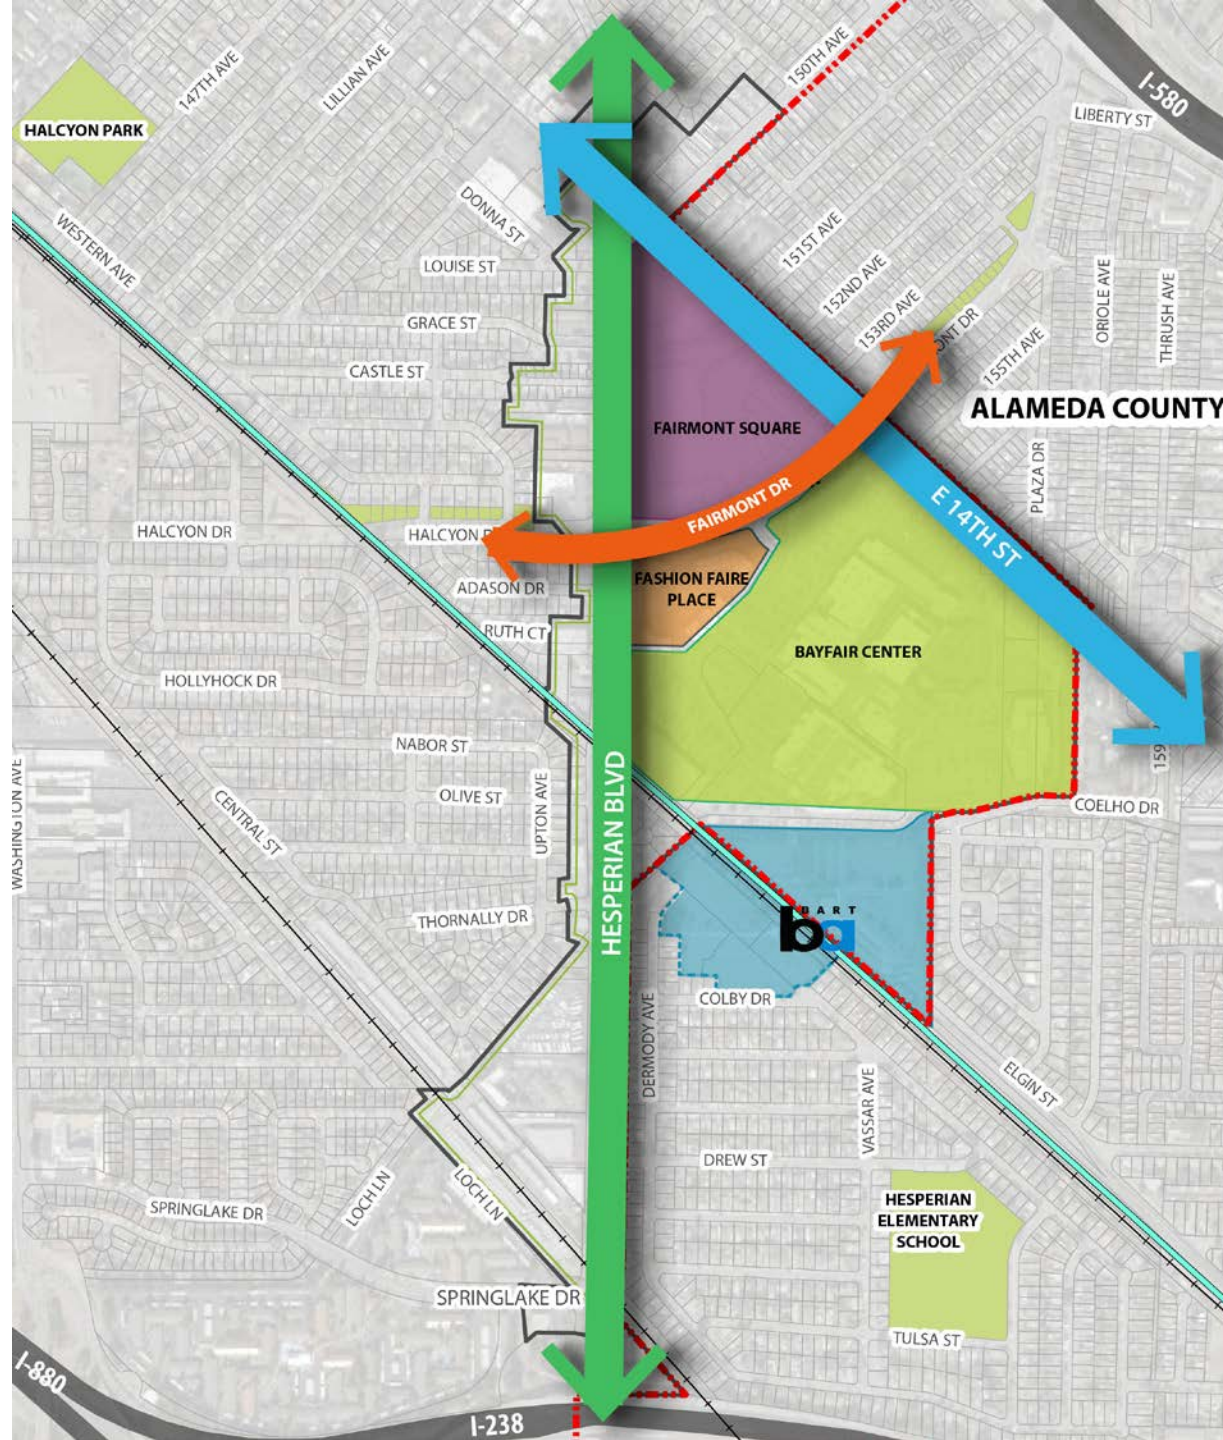 150TH AVE
I-580
147TH AVE
LILLIAN AVE
LIBERTY ST
HALCYON PARK
DONNA ST
WESTERN AVE
151ST AVE
LOUISE ST
152ND AVE
ORIOLE AVE
THRUSH AVE
153RD AVE
GRACE ST
ONT DR
155TH AVE
CASTLE ST
ALAMEDA COUNTY
FAIRMONT SQUARE
PLAZA DR
FAIRMONT DR
E 14TH ST
HALCYON DR
HALCYON D
FASHION FAIRE
PLACE
ADASON DR
RUTH CT
BAYFAIR CENTER
HOLLYHOCK DR
NABOR ST
159
HESPERIAN BLVD
OLIVE ST
UPTON AVE
COELHO DR
CENTRAL ST
WASHINGTON AVE
THORNALLY DR
BART
ba
COLBY DR
DERMODY AVE
ELGIN ST
VASSAR AVE
DREW ST
LOCH LN
LOCH LN
SPRINGLAKE DR
HESPERIAN
ELEMENTARY
SCHOOL
SPRINGLAKE DR
TULSA ST
I-880
I-238